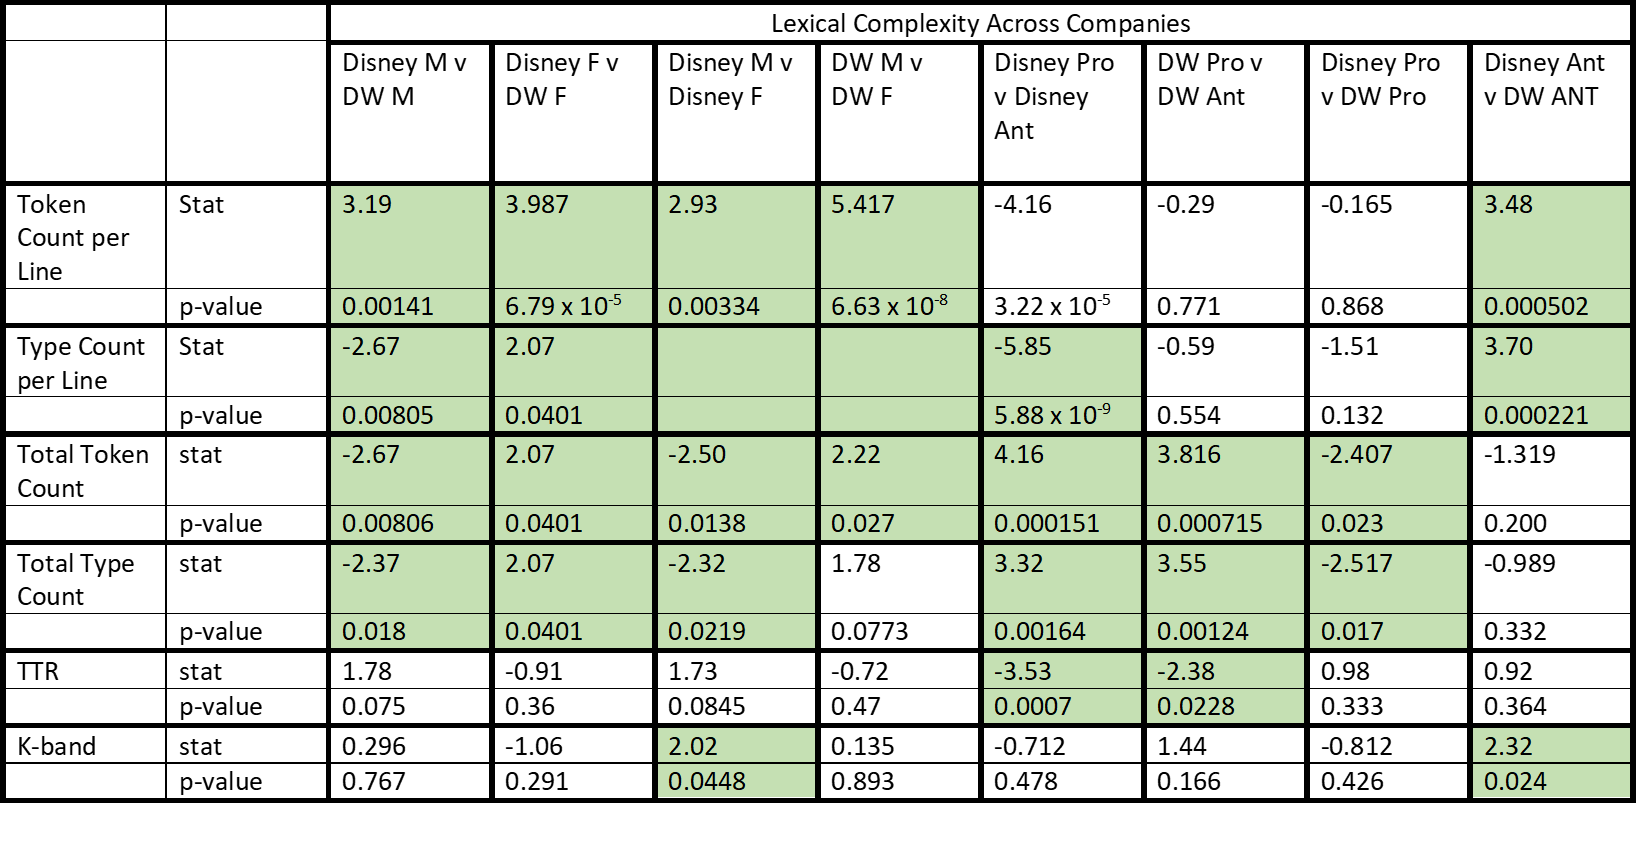 Lexical Complexity Across Companies
Disney M v DW M Disney F v DW F Disney M v Disney F DW M v DW F Disney Pro v Disney Ant DW Pro v DW Ant Disney Pro v DW Pro Disney Ant v DW ANT
Token Count per Line Stat 3.19 3.987 2.93 5.417 -4.16 -0.29 -0.165 3.48
p-value 0.00141 6.79 x 10⁻⁵ 0.00334 6.63 x 10⁻⁸ 3.22 x 10⁻⁵ 0.771 0.868 0.000502
Type Count per Line Stat -2.67 2.07 -5.85 -0.59 -1.51 3.70
p-value 0.00805 0.0401 5.88 x 10⁻⁹ 0.554 0.132 0.000221
Total Token Count stat -2.67 2.07 -2.50 2.22 4.16 3.816 -2.407 -1.319
p-value 0.00806 0.0401 0.0138 0.027 0.000151 0.000715 0.023 0.200
Total Type Count stat -2.37 2.07 -2.32 1.78 3.32 3.55 -2.517 -0.989
p-value 0.018 0.0401 0.0219 0.0773 0.00164 0.00124 0.017 0.332
TTR stat 1.78 -0.91 1.73 -0.72 -3.53 -2.38 0.98 0.92
p-value 0.075 0.36 0.0845 0.47 0.0007 0.0228 0.333 0.364
K-band stat 0.296 -1.06 2.02 0.135 -0.712 1.44 -0.812 2.32
p-value 0.767 0.291 0.0448 0.893 0.478 0.166 0.426 0.024